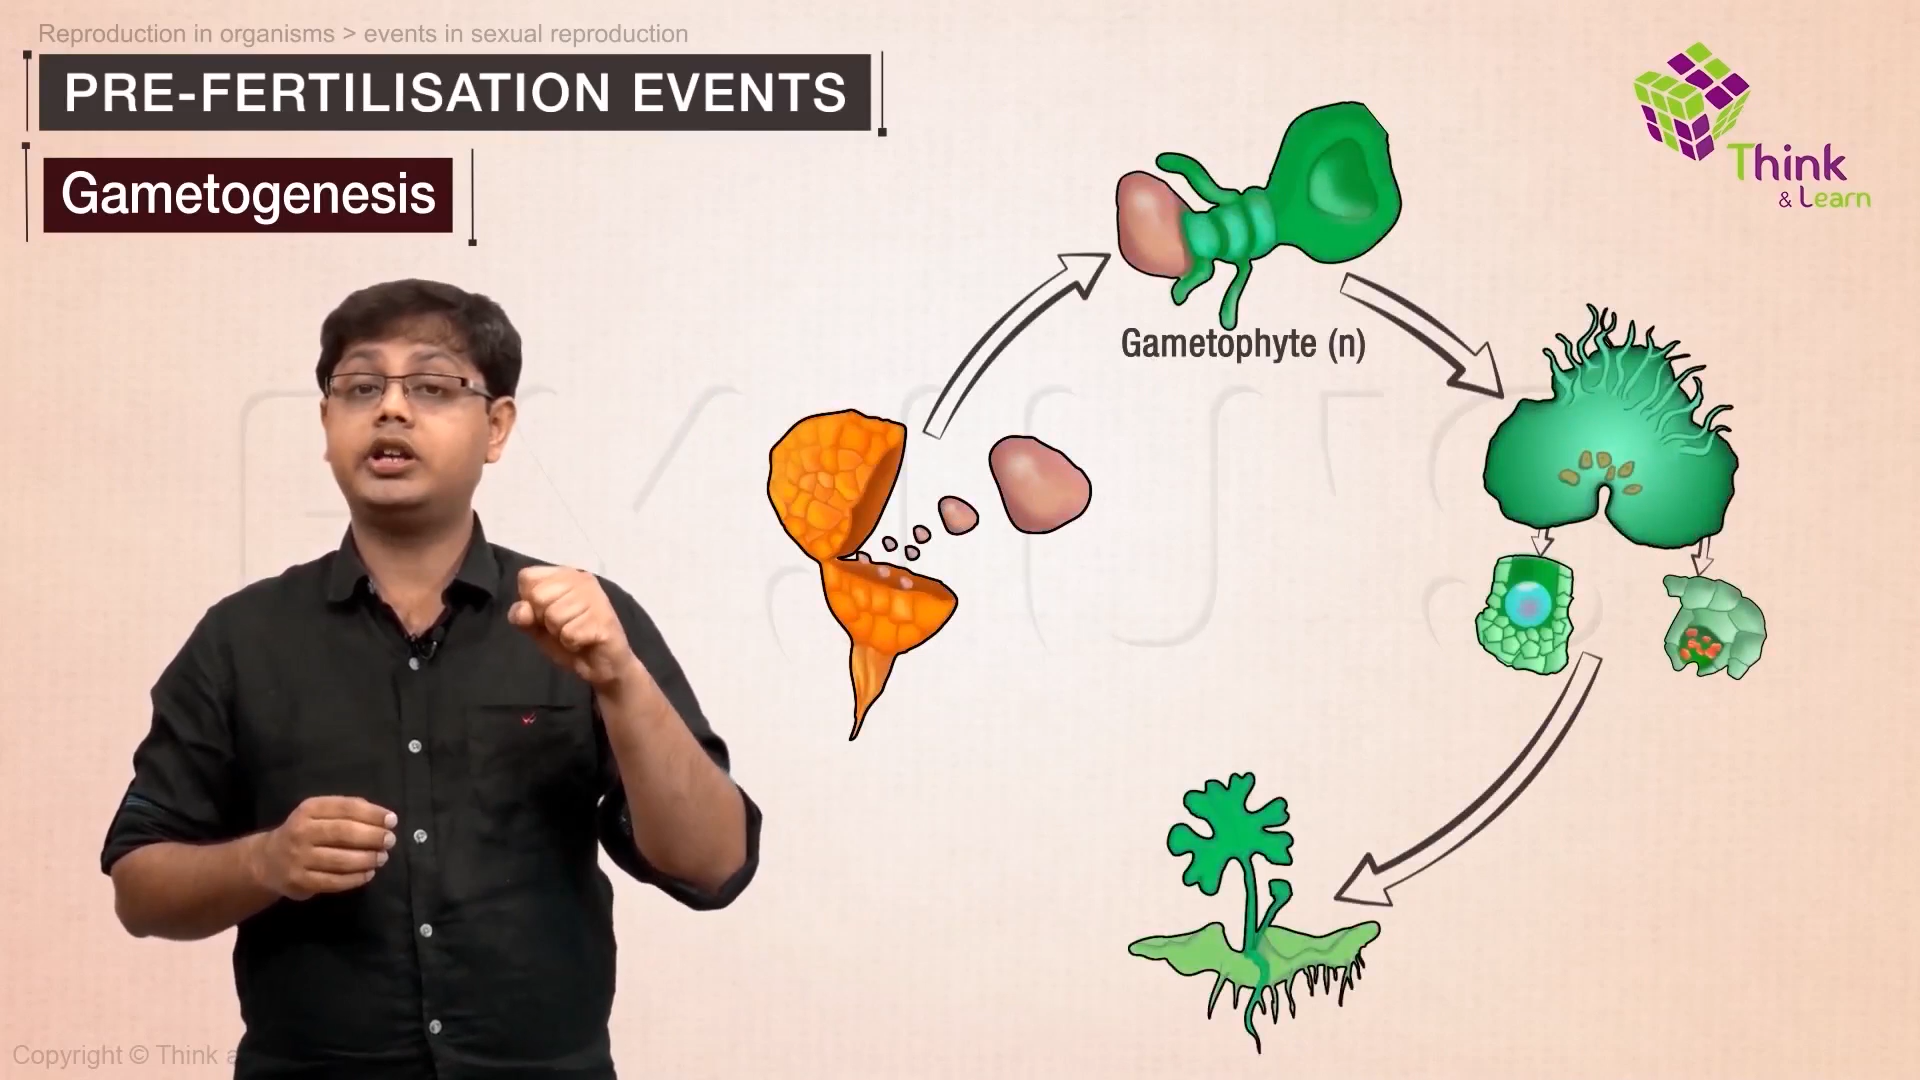 Reproduction in organisms > events in sexual reproduction
PRE-FERTILISATION EVENTS
Gametogenesis
Think
& Learn
Gametophyte (n)
Copyright © Think a